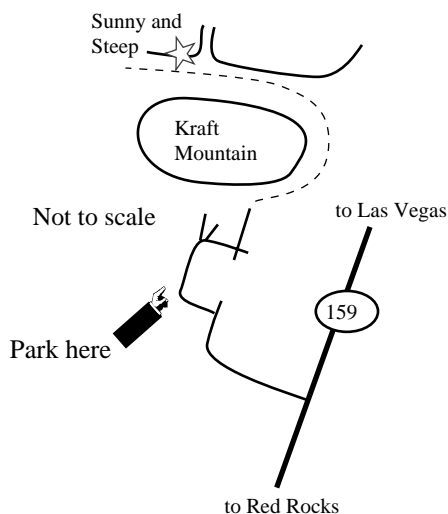 Sunny and
Steep
Kraft
Mountain
Not to scale
to Las Vegas
159
Park here
to Red Rocks